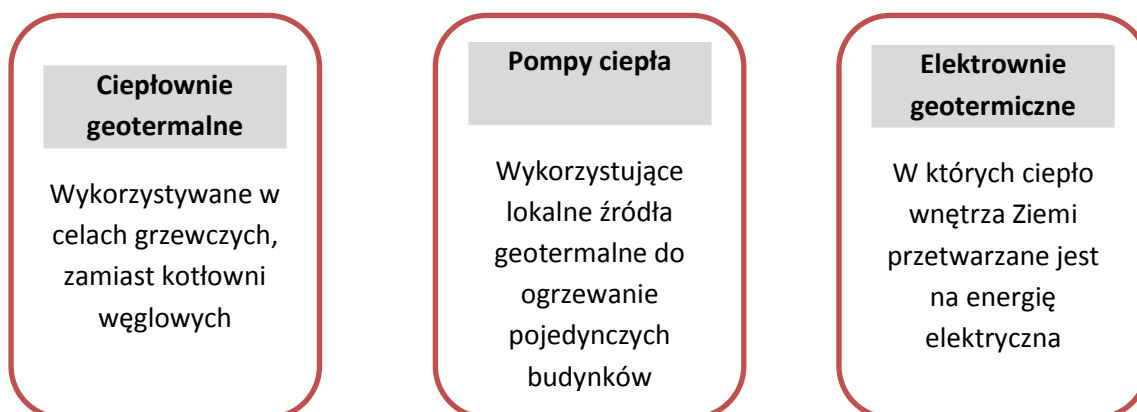 Ciepłownie
geotermalne
Wykorzystywane w
celach grzewczych,
zamiast kotłowni
węglowych
Pompy ciepła
Wykorzystujące
lokalne źródła
geotermalne do
ogrzewanie
pojedynczych
budynków
Elektrownie
geotermiczne
W których ciepło
wnętrza Ziemi
przetwarzane jest
na energię
elektryczna